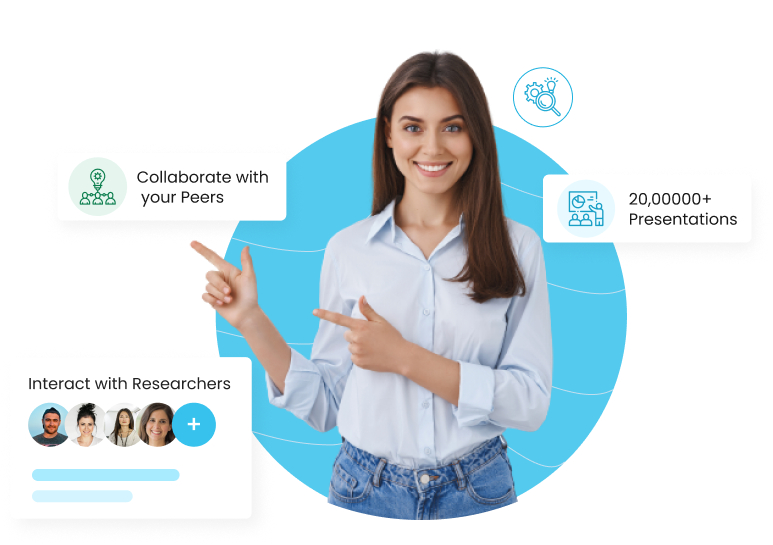 Collaborate with
your Peers
20,00000+
Presentations
Interact with Researchers
+